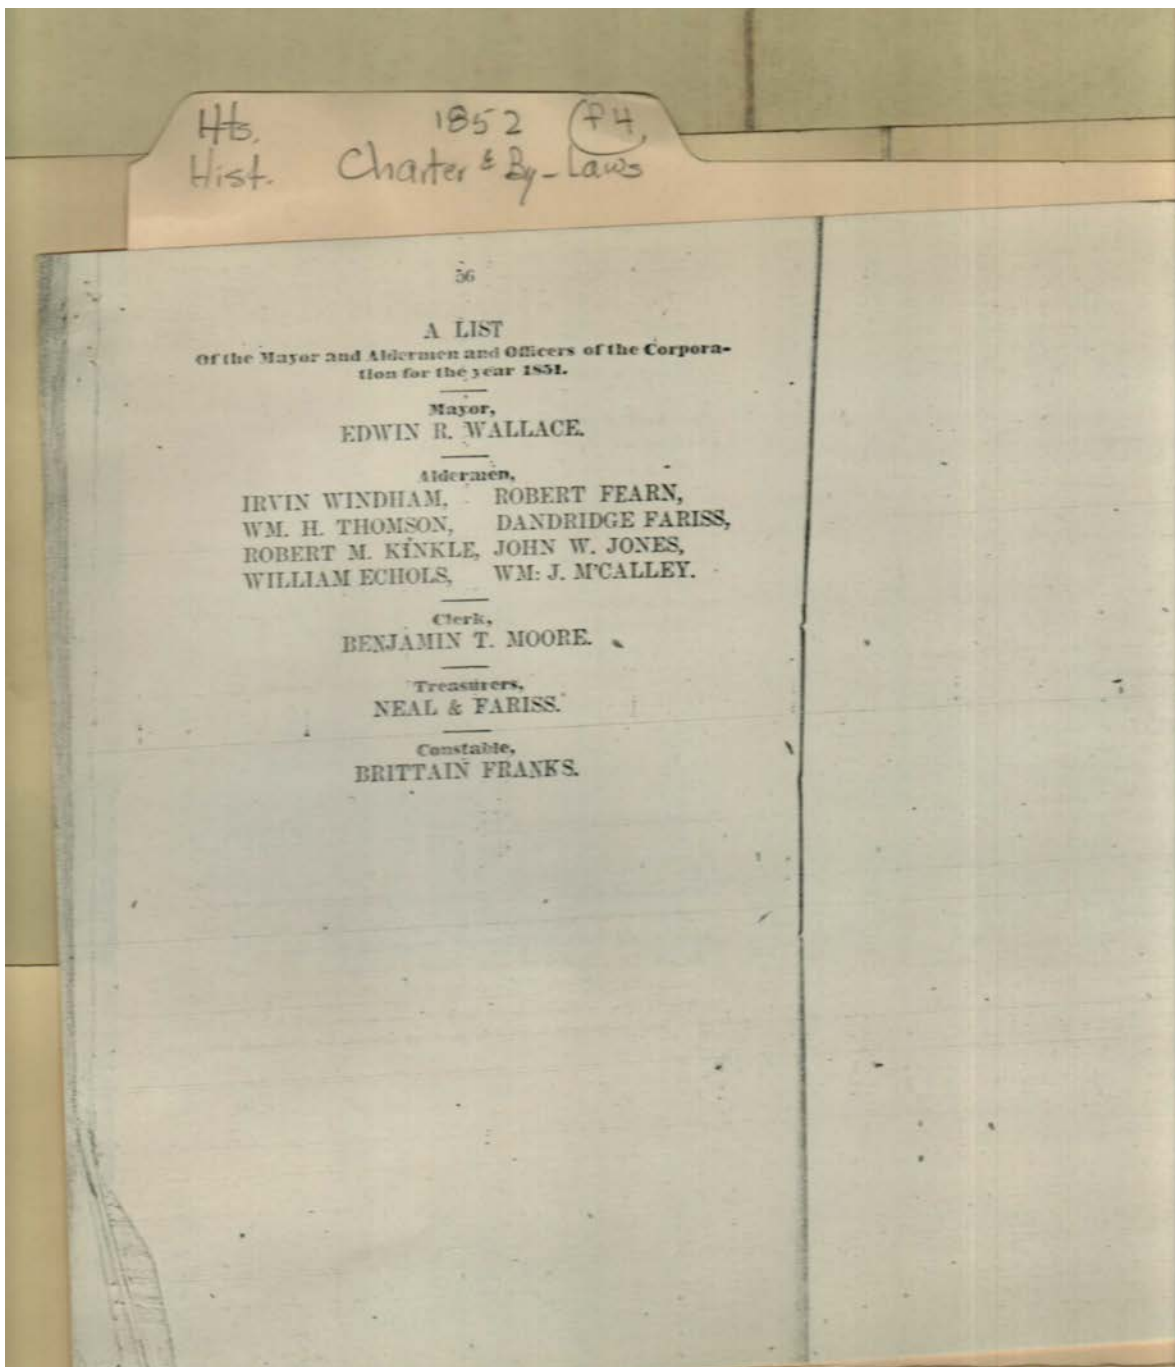 Hts. 1852 (f4,
Hist. Charter & By-Laws
56
A LIST
Of the Mayor and Aldermen and Officers of the Corpora-
tion for the year 1851.
Mayor,
EDWIN R. WALLACE.
Aldermen,
IRVIN WINDHAM, ROBERT FEARN,
WM. H. THOMSON, DANDRIDGE FARISS,
ROBERT M. KINKLE, JOHN W. JONES,
WILLIAM ECHOLS, WM: J. M'CALLEY.
Clerk,
BENJAMIN T. MOORE.
Treasurers,
NEAL & FARISS.
Constable,
BRITTAIN FRANKS.